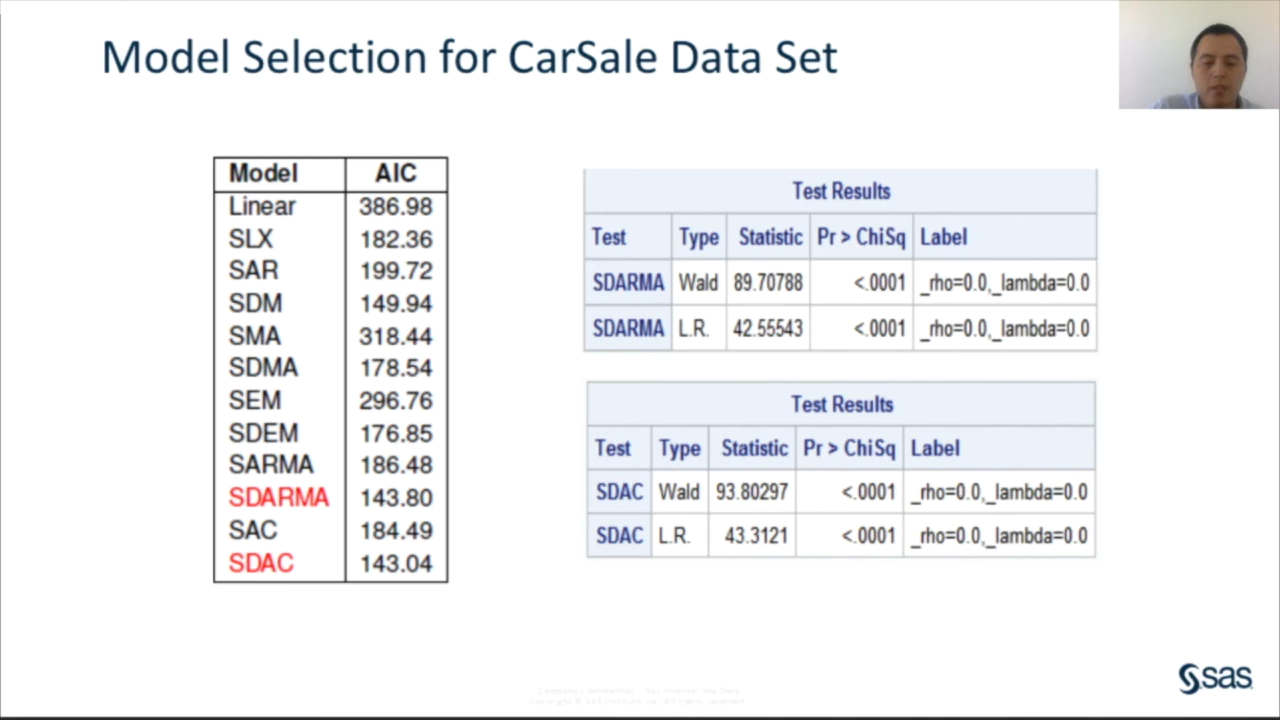 Model Selection for CarSale Data Set
Model AIC
Linear 386.98
SLX 182.36
SAR 199.72
SDM 149.94
SMA 318.44
SDMA 178.54
SEM 296.76
SDEM 176.85
SARMA 186.48
SDARMA 143.80
SAC 184.49
SDAC 143.04
Test Results
Test Type Statistic Pr > ChiSq Label
SDARMA Wald 89.70788 <.0001 _rho=0.0,_lambda=0.0
SDARMA L.R. 42.55543 <.0001 _rho=0.0,_lambda=0.0
Test Results
Test Type Statistic Pr > ChiSq Label
SDAC Wald 93.80297 <.0001 _rho=0.0,_lambda=0.0
SDAC L.R. 43.3121 <.0001 _rho=0.0,_lambda=0.0
sas